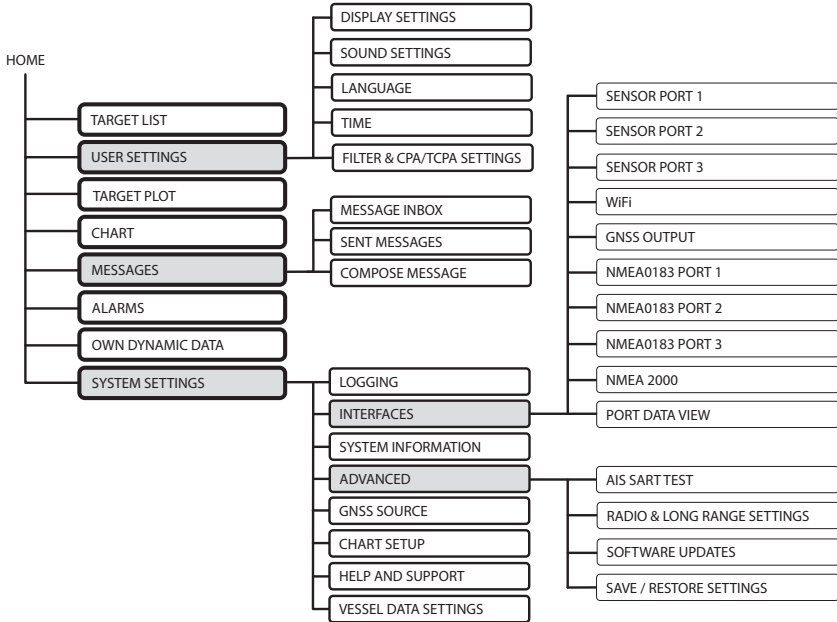 HOME
TARGET LIST
USER SETTINGS
TARGET PLOT
CHART
MESSAGES
ALARMS
OWN DYNAMIC DATA
SYSTEM SETTINGS
DISPLAY SETTINGS
SOUND SETTINGS
LANGUAGE
TIME
FILTER & CPA/TCPA SETTINGS
MESSAGE INBOX
SENT MESSAGES
COMPOSE MESSAGE
LOGGING
INTERFACES
SYSTEM INFORMATION
ADVANCED
GNSS SOURCE
CHART SETUP
HELP AND SUPPORT
VESSEL DATA SETTINGS
SENSOR PORT 1
SENSOR PORT 2
SENSOR PORT 3
WiFi
GNSS OUTPUT
NMEA0183 PORT 1
NMEA0183 PORT 2
NMEA0183 PORT 3
NMEA 2000
PORT DATA VIEW
AIS SART TEST
RADIO & LONG RANGE SETTINGS
SOFTWARE UPDATES
SAVE / RESTORE SETTINGS